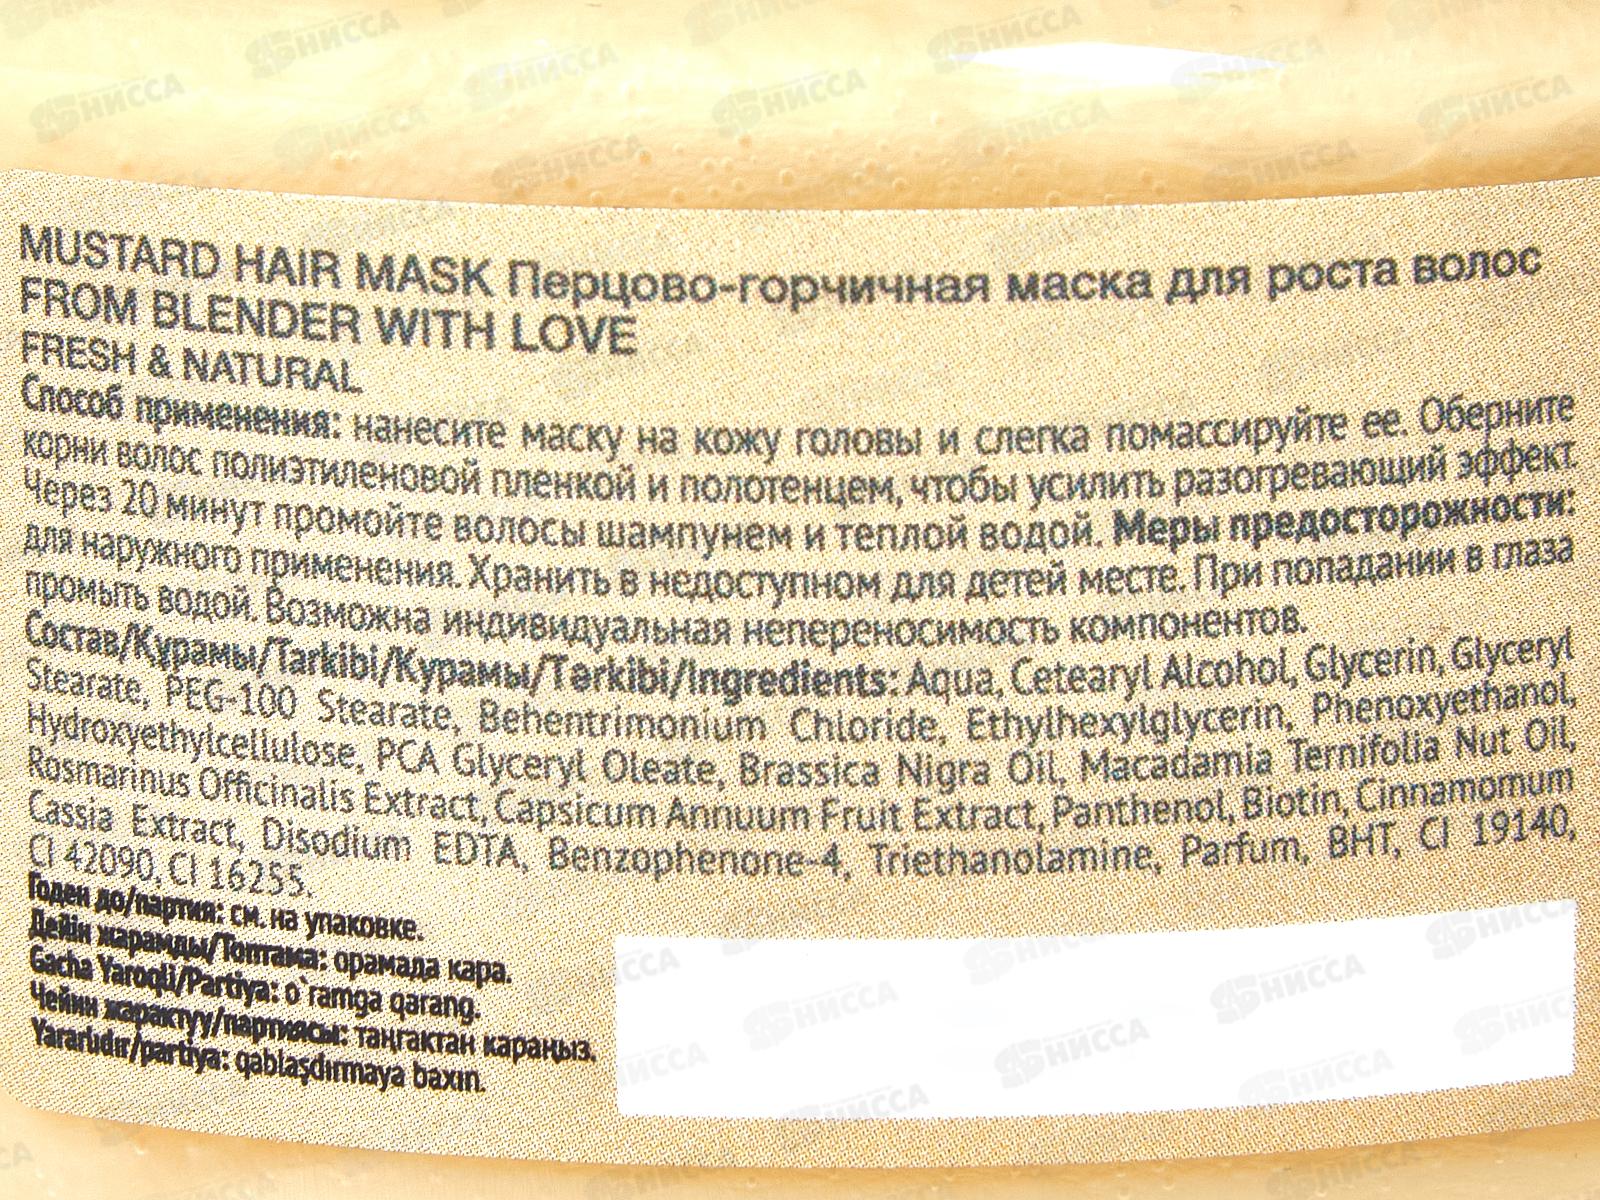 MUSTARD HAIR MASK Перцово-горчичная маска для роста волос
FROM BLENDER WITH LOVE
FRESH & NATURAL
Способ применения: нанесите маску на кожу головы и слегка помассируйте ее. Оберните
корни волос полиэтиленовой пленкой и полотенцем, чтобы усилить разогревающий эффект.
Через 20 минут промойте волосы шампунем и теплой водой. Меры предосторожности:
для наружного применения. Хранить в недоступном для детей месте. При попадании в глаза
промыть водой. Возможна индивидуальная непереносимость компонентов.
Состав/Құрамы/Tarkibi/Курамы/Tərkibi/Ingredients: Aqua, Cetearyl Alcohol, Glycerin, Glyceryl
Stearate, PEG-100 Stearate, Behentrimonium Chloride, Ethylhexylglycerin, Phenoxyethanol,
Hydroxyethylcellulose, PCA Glyceryl Oleate, Brassica Nigra Oil, Macadamia Ternifolia Nut Oil,
Rosmarinus Officinalis Extract, Capsicum Annuum Fruit Extract, Panthenol, Biotin, Cinnamomum
Cassia Extract, Disodium EDTA, Benzophenone-4, Triethanolamine, Parfum, BHT, CI 19140,
CI 42090, CI 16255.
Годен до/партия: см. на упаковке.
Дейін жарамды/Топтама: орамада кара.
Gacha Yaroqli/Partiya: o`ramga qarang.
Чейин жарактуу/партиясы: таңгактан караңыз.
Yararlıdır/partiya: qablaşdırmaya baxın.
НИССА